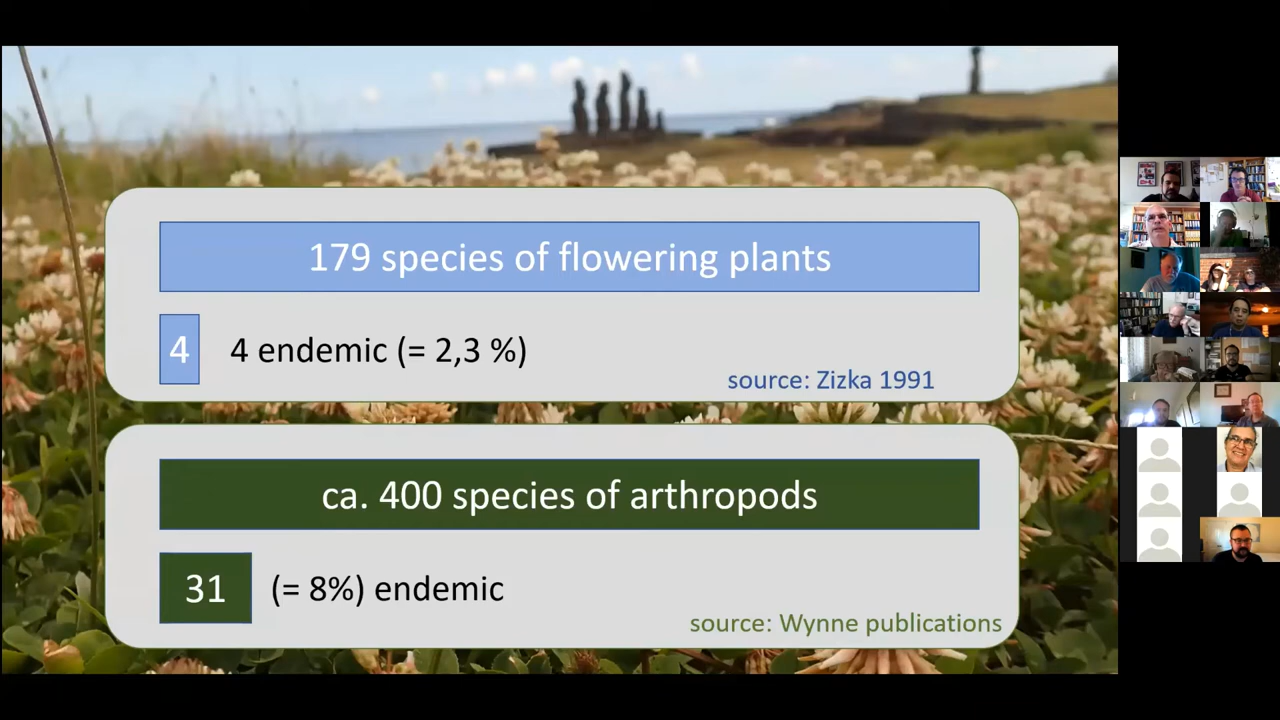 179 species of flowering plants
4 4 endemic (= 2,3 %)
source: Zizka 1991
ca. 400 species of arthropods
31 (= 8%) endemic
source: Wynne publications